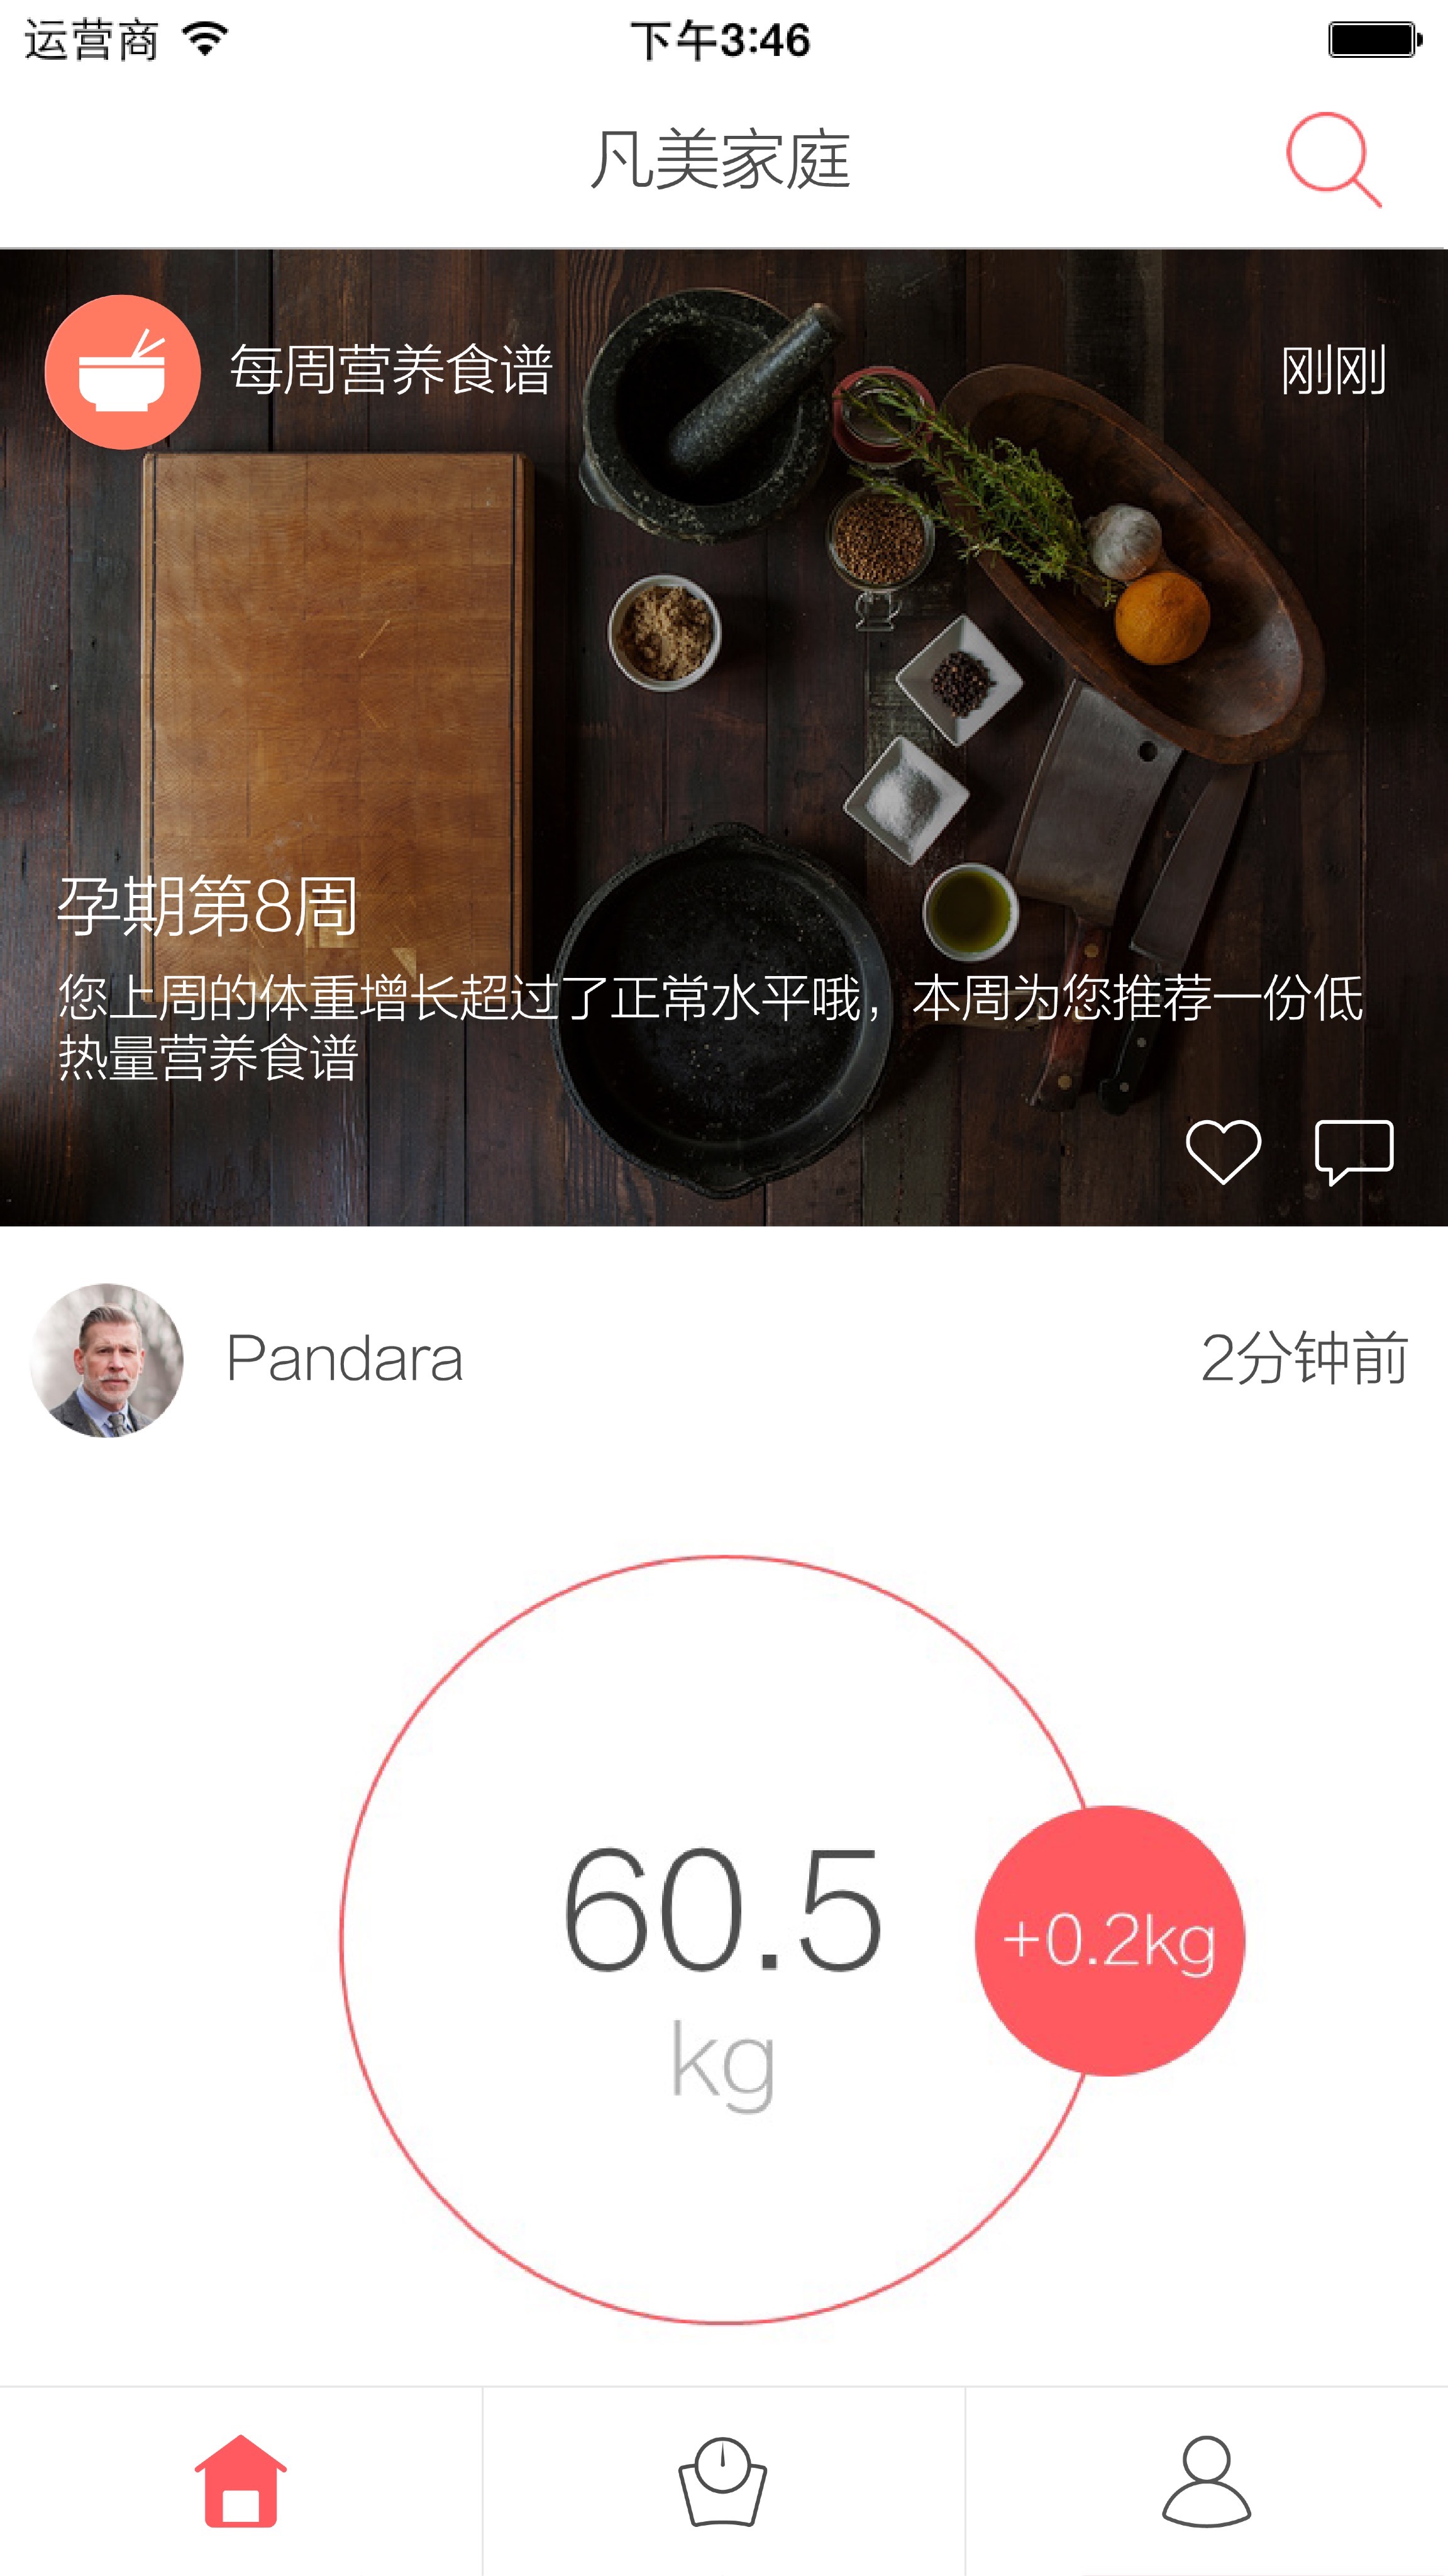 运营商
下午3:46
凡美家庭
每周营养食谱
刚刚
孕期第8周
您上周的体重增长超过了正常水平哦，本周为您推荐一份低
热量营养食谱
Pandara
2分钟前
60.5
+0.2kg
kg